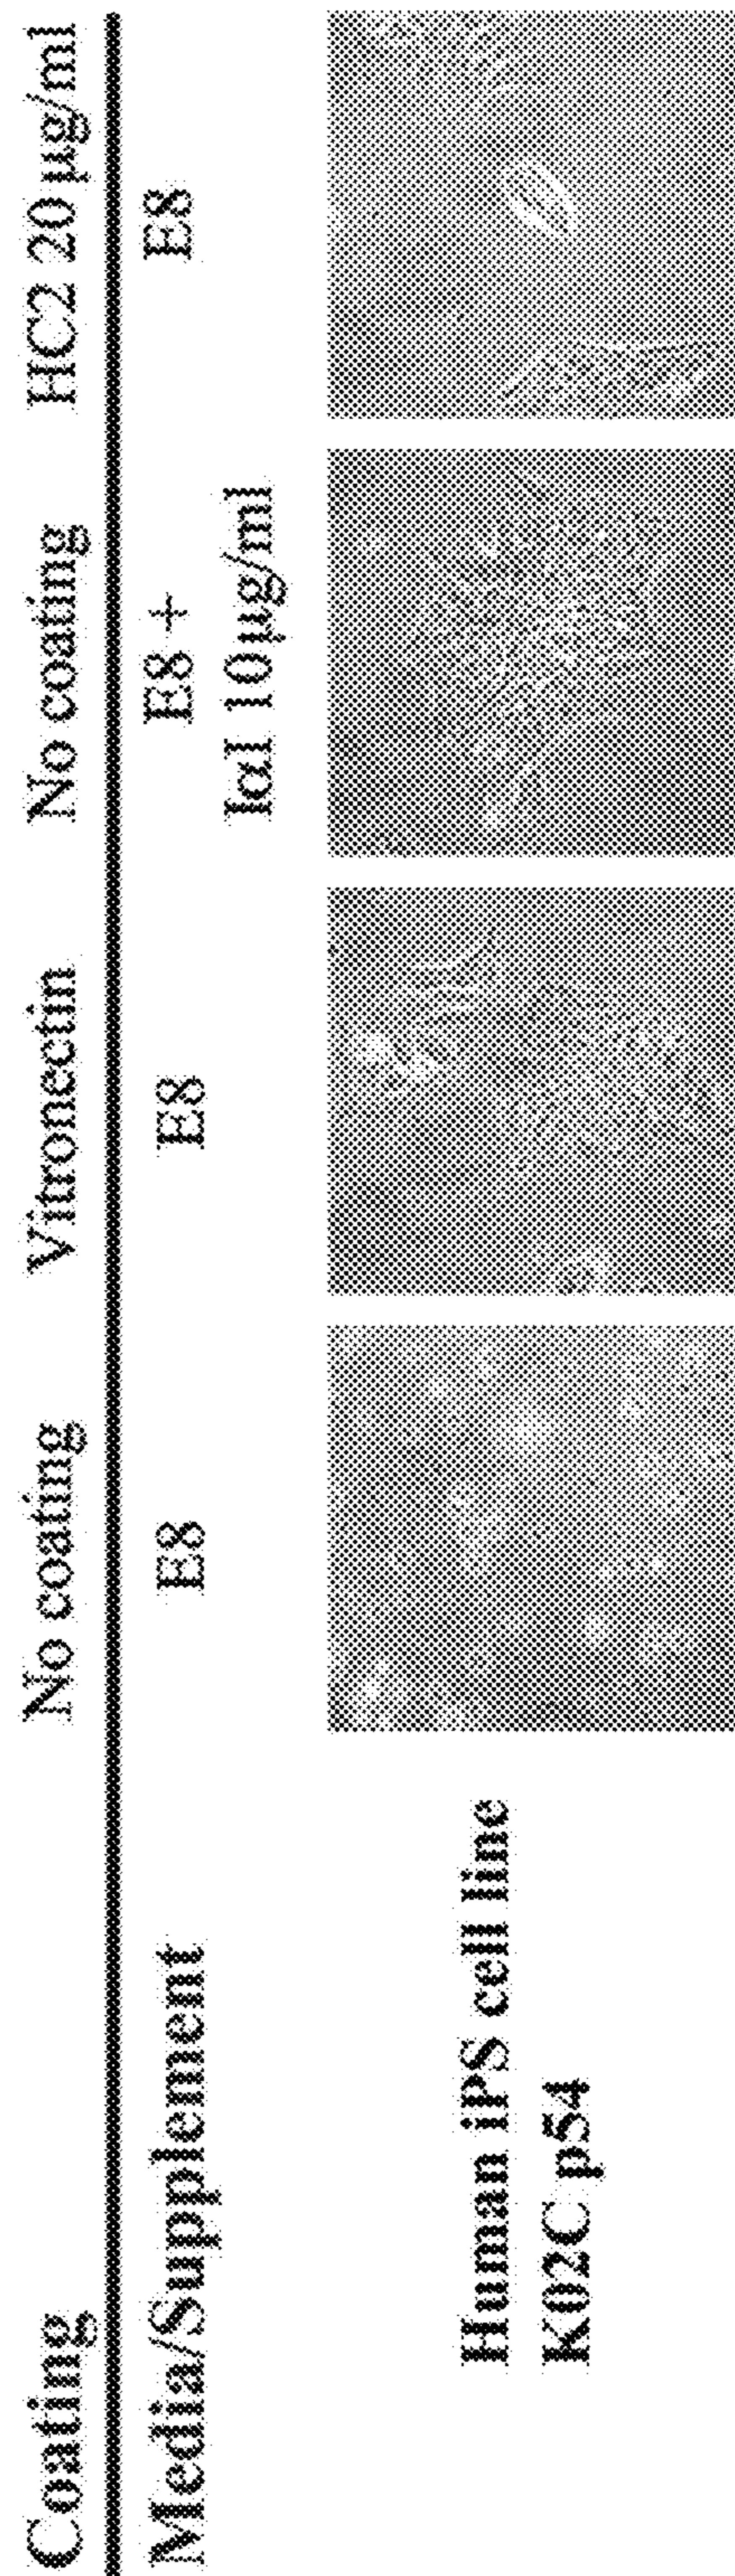 Coating No coating Vitronectin No coating HC2 20 µg/ml
Media/Supplement E8 E8 E8 + E8
IαI 10µg/ml
Human iPS cell line
K02C p54